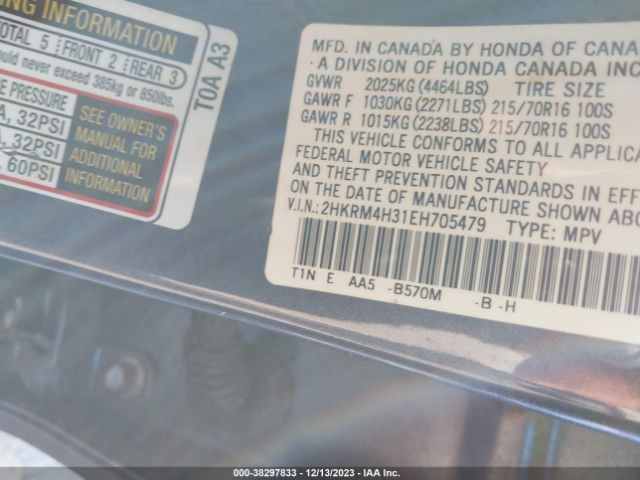 NG INFORMATION
TOTAL 5 FRONT 2 REAR 3
ould never exceed 385kg or 850lbs.
E PRESSURE
A, 32PSI
, 32PSI
, 60PSI
SEE OWNER'S
MANUAL FOR
ADDITIONAL
INFORMATION
T0A A3
MFD. IN CANADA BY HONDA OF CANA
A DIVISION OF HONDA CANADA INC
GVWR 2025KG (4464LBS) TIRE SIZE
GAWR F 1030KG (2271LBS) 215/70R16 100S
GAWR R 1015KG (2238LBS) 215/70R16 100S
THIS VEHICLE CONFORMS TO ALL APPLICA
FEDERAL MOTOR VEHICLE SAFETY
AND THEFT PREVENTION STANDARDS IN EFF
ON THE DATE OF MANUFACTURE SHOWN ABO
V.I.N.: 2HKRM4H31EH705479 TYPE: MPV
T1N E AA5 -B570M -B -H
000-38297833 - 12/13/2023 - IAA Inc.